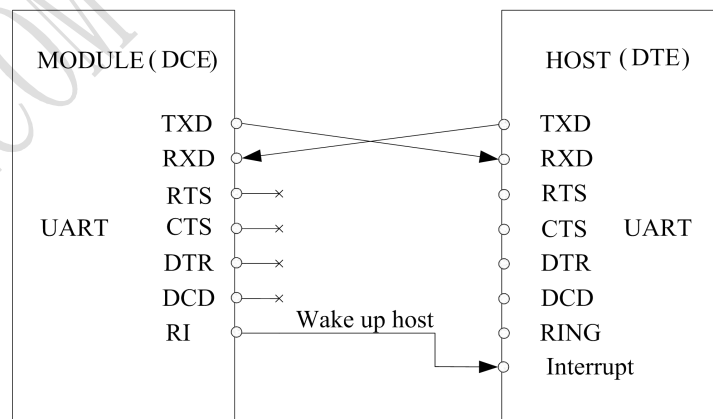 MODULE ( DCE) HOST ( DTE)
TXD TXD
RXD RXD
RTS RTS
UART CTS CTS UART
DTR DTR
DCD DCD
RI Wake up host RING
Interrupt
COM